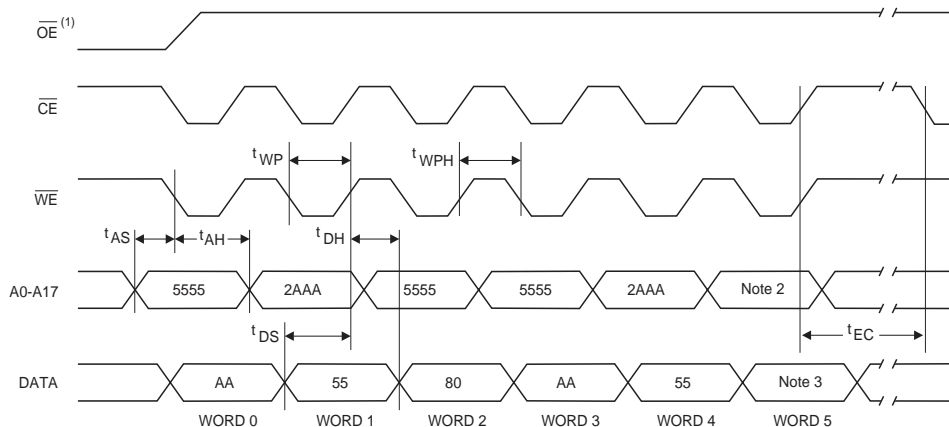 OE (1)
CE
t WP
t WPH
WE
t AS
t AH
t DH
A0-A17
5555
2AAA
5555
5555
2AAA
Note 2
t DS
t EC
DATA
AA
55
80
AA
55
Note 3
WORD 0
WORD 1
WORD 2
WORD 3
WORD 4
WORD 5